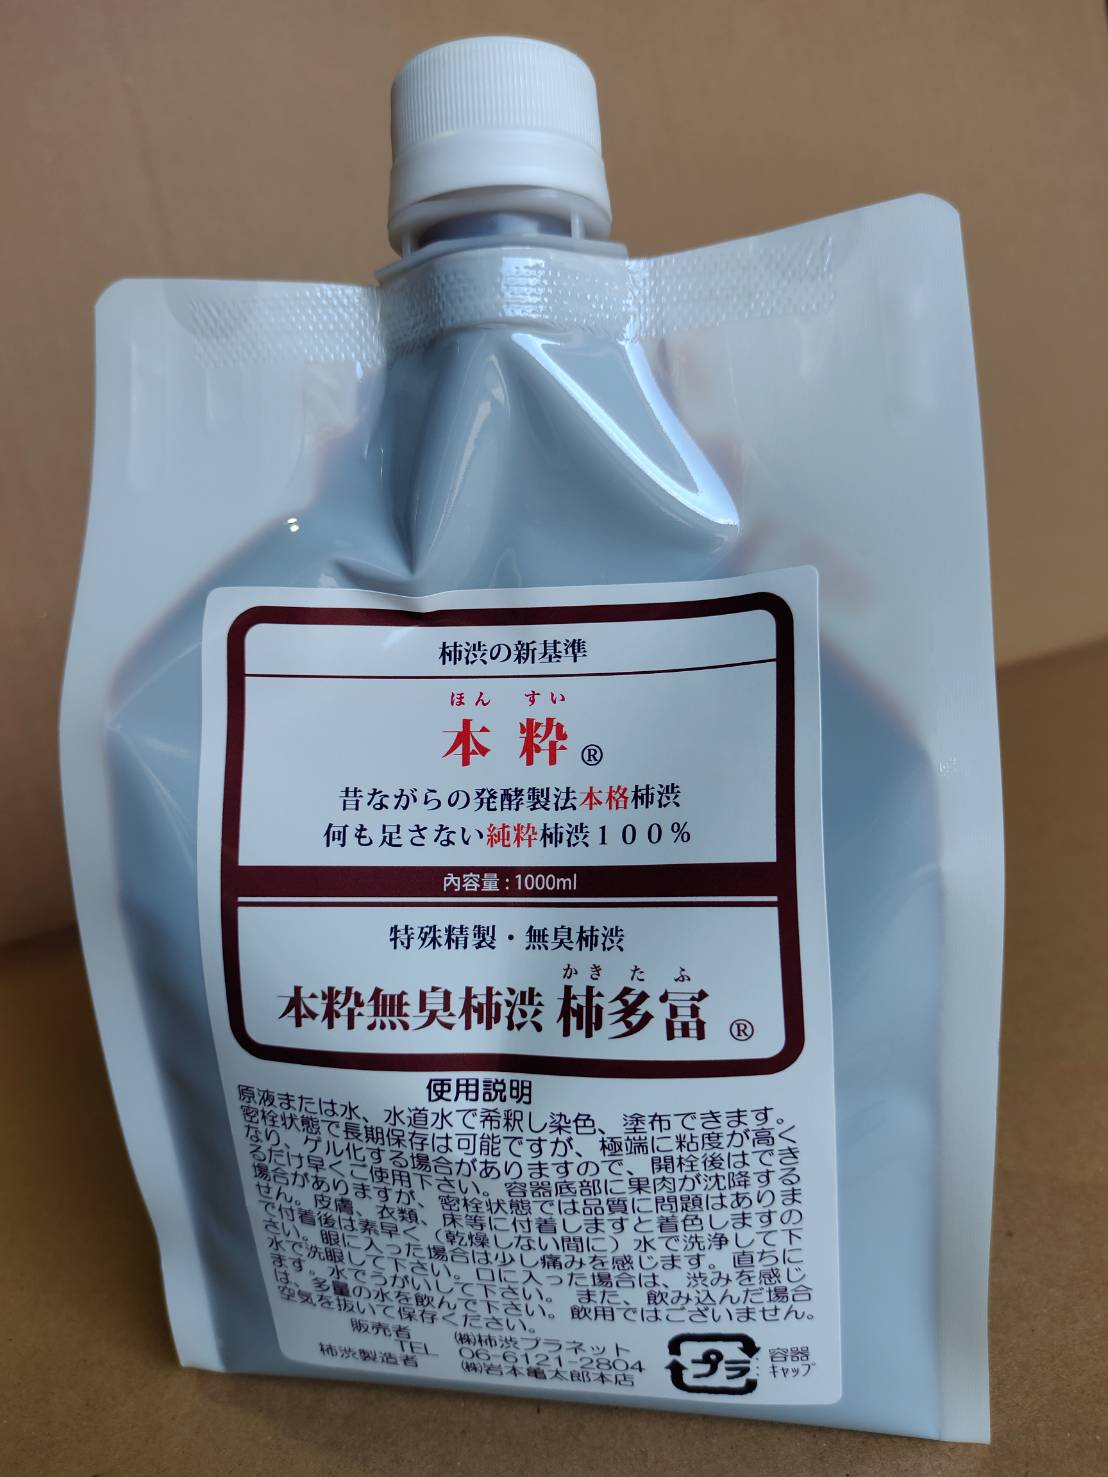 柿渋の新基準
ほん すい
本 粋 ®
昔ながらの発酵製法本格柿渋
何も足さない純粋柿渋１００％
内容量 : 1000ml
特殊精製・無臭柿渋
かき た ふ
本粋無臭柿渋 柿多冨 ®
使用説明
原液または水、水道水で希釈し染色、塗布できます。
密栓状態で長期保存は可能ですが、極端に粘度が高く
なり、ゲル化する場合がありますので、開栓後はでき
るだけ早くご使用下さい。容器底部に果肉が沈降する
場合がありますが、密栓状態では品質に問題はありま
せん。皮膚、衣類、床等に付着しますと着色しますの
で付着後は素早く（乾燥しない間に）水で洗浄して下
さい。眼に入った場合は少し痛みを感じます。直ちに
水で洗眼して下さい。口に入った場合は、渋みを感じ
ます。水でうがいして下さい。 また、飲み込んだ場合
は、多量の水を飲んで下さい。飲用ではございません。
空気を抜いて保存ください。
販売者 ㈱柿渋プラネット
TEL 06-6121-2804
柿渋製造者 ㈱岩本亀太郎本店
プラ : 容器
: キャップ